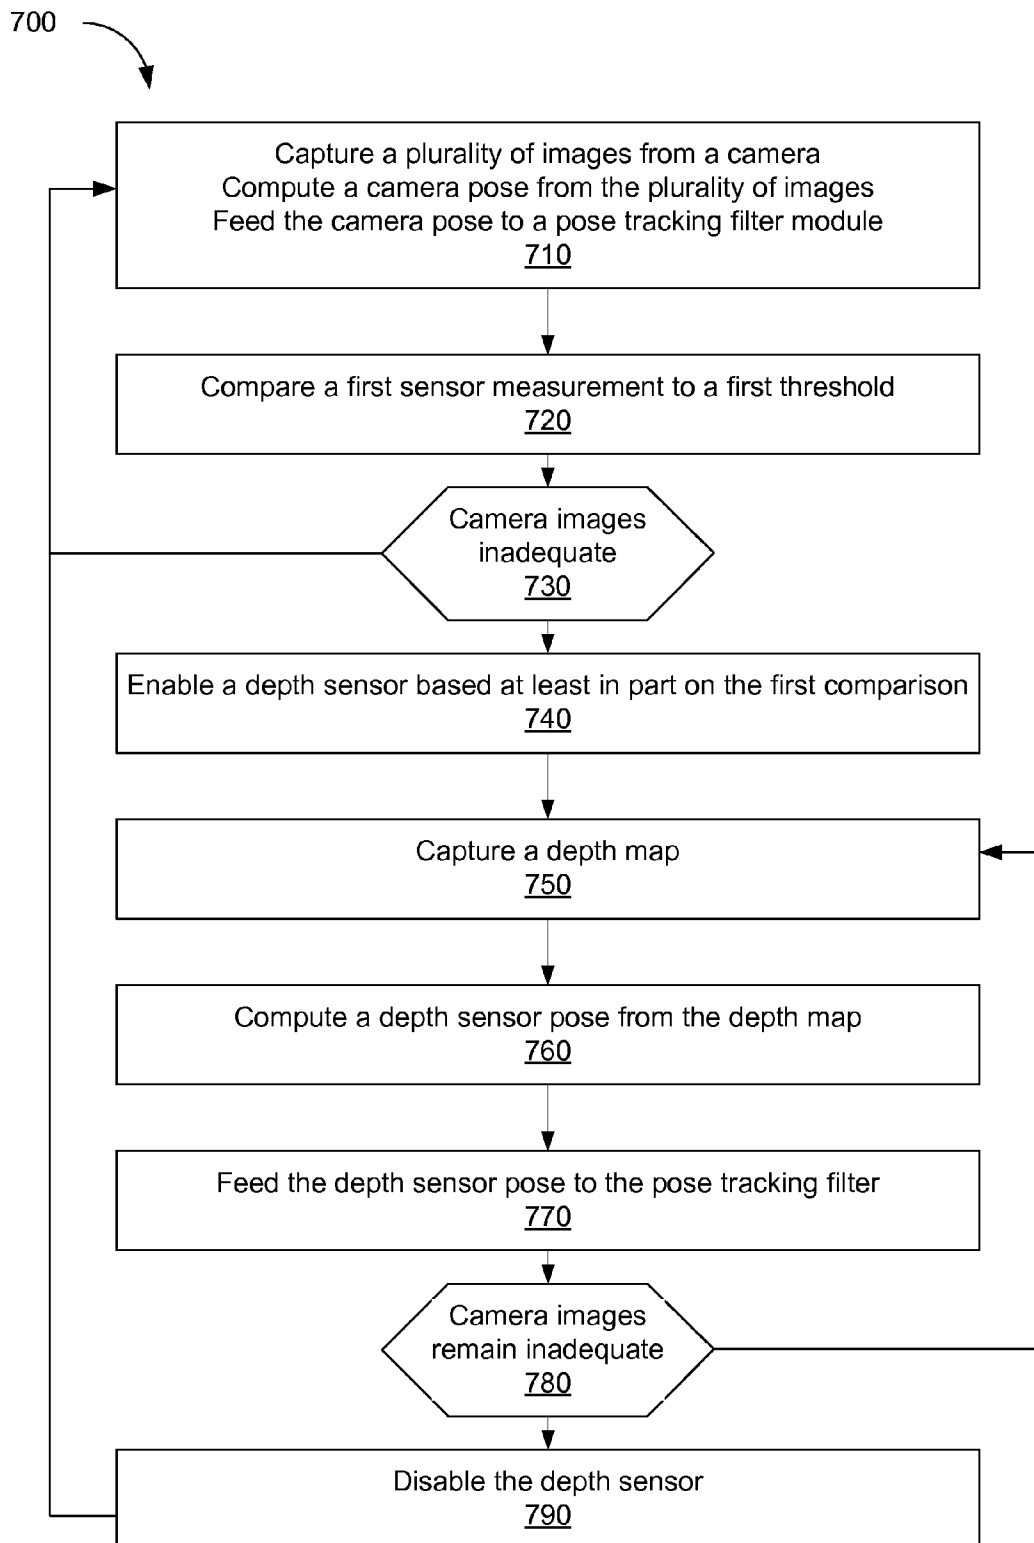 700
Capture a plurality of images from a camera
Compute a camera pose from the plurality of images
Feed the camera pose to a pose tracking filter module
710
Compare a first sensor measurement to a first threshold
720
Camera images
inadequate
730
Enable a depth sensor based at least in part on the first comparison
740
Capture a depth map
750
Compute a depth sensor pose from the depth map
760
Feed the depth sensor pose to the pose tracking filter
770
Camera images
remain inadequate
780
Disable the depth sensor
790